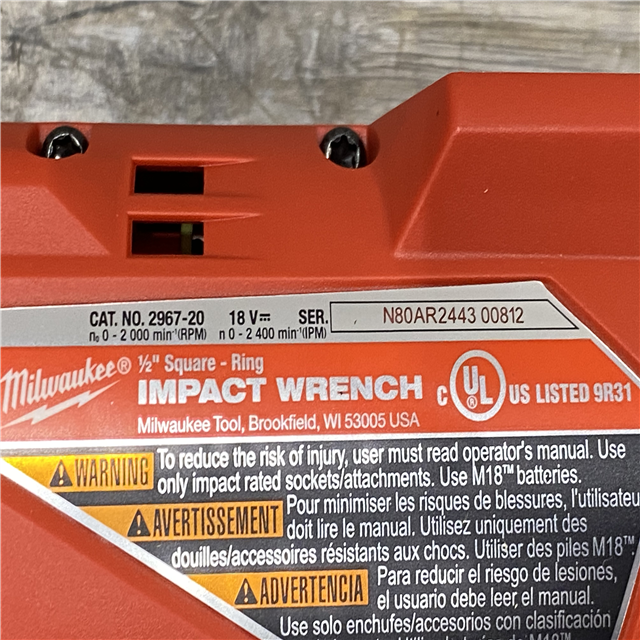 CAT. NO. 2967-20 18 V⎓ SER. N80AR2443 00812
n₀ 0 - 2 000 min⁻¹(RPM) n 0 - 2 400 min⁻¹(IPM)
Milwaukee® ½" Square - Ring
IMPACT WRENCH C UL® US LISTED 9R31
Milwaukee Tool, Brookfield, WI 53005 USA
⚠WARNING To reduce the risk of injury, user must read operator's manual. Use
only impact rated sockets/attachments. Use M18™ batteries.
⚠AVERTISSEMENT Pour minimiser les risques de blessures, l'utilisateu
doit lire le manual. Utilisez uniquement des
douilles/accessoires résistants aux chocs. Utiliser des piles M18™.
⚠ADVERTENCIA Para reducir el riesgo de lesiones,
el usuario debe leer el manual.
Use solo enchufes/accesorios con clasificación